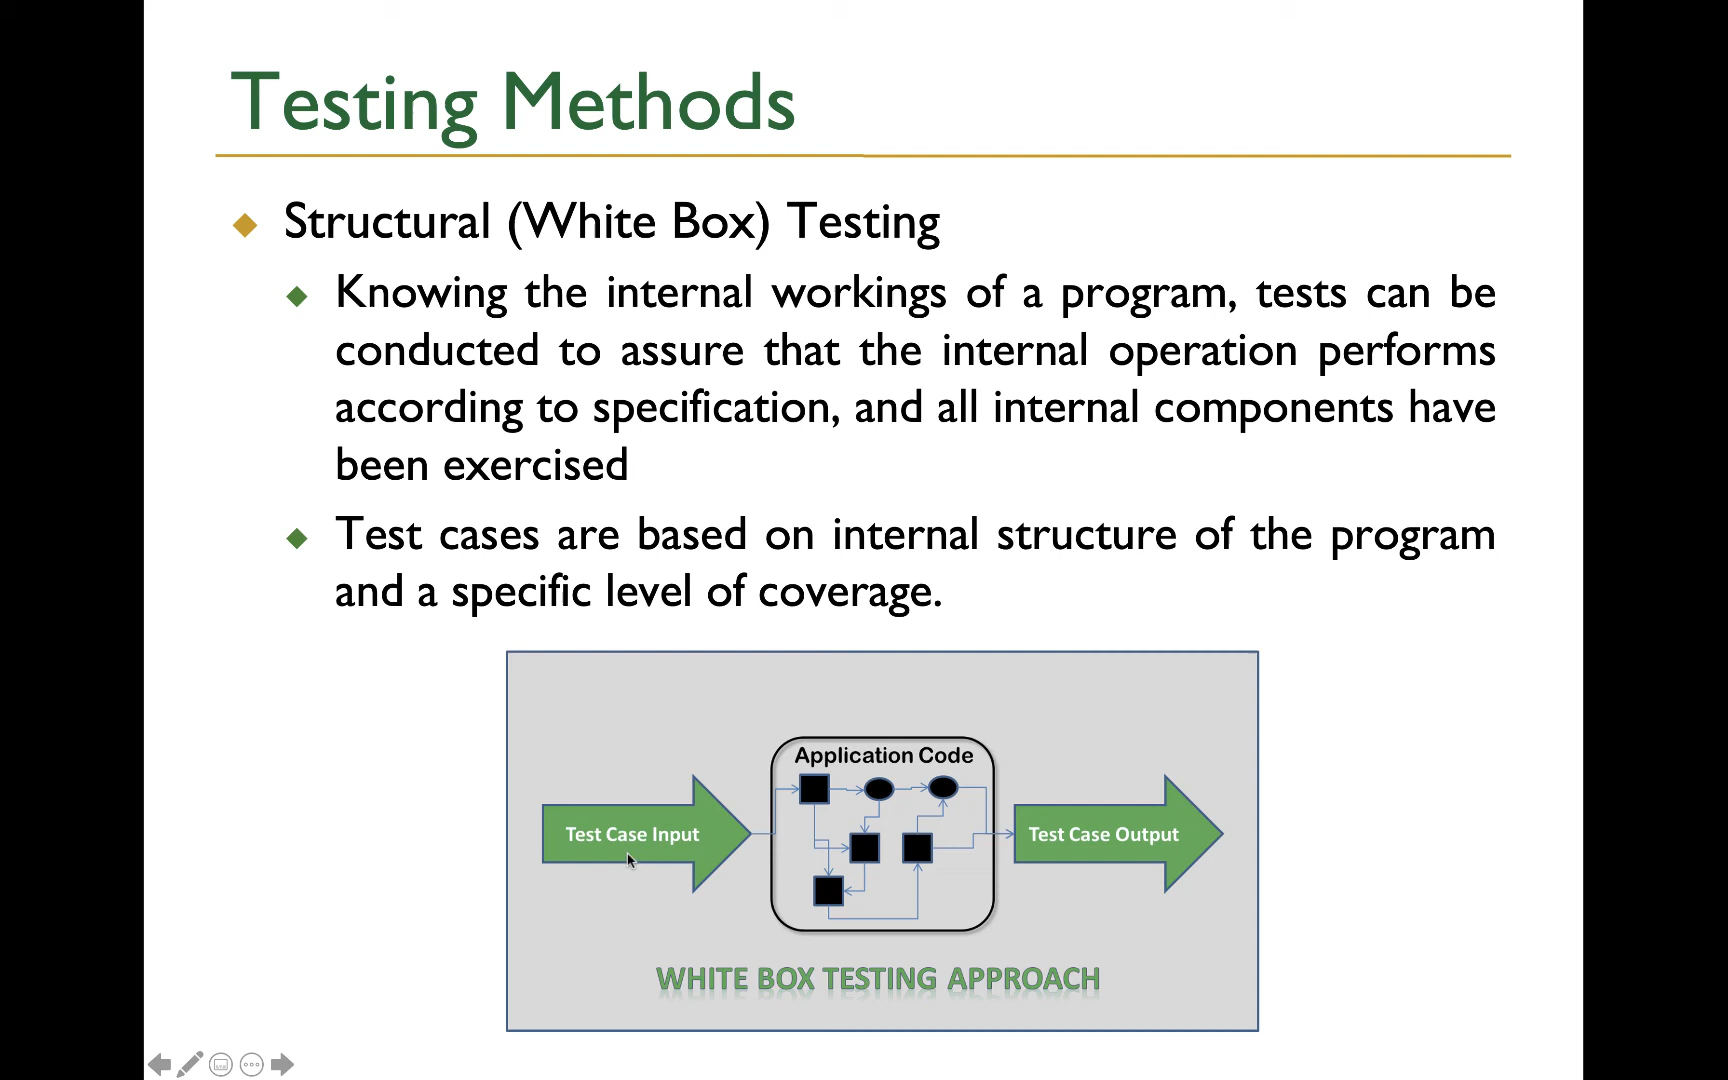 Testing Methods
Structural (White Box) Testing
Knowing the internal workings of a program, tests can be
conducted to assure that the internal operation performs
according to specification, and all internal components have
been exercised
Test cases are based on internal structure of the program
and a specific level of coverage.
Application Code
Test Case Input
Test Case Output
WHITE BOX TESTING APPROACH